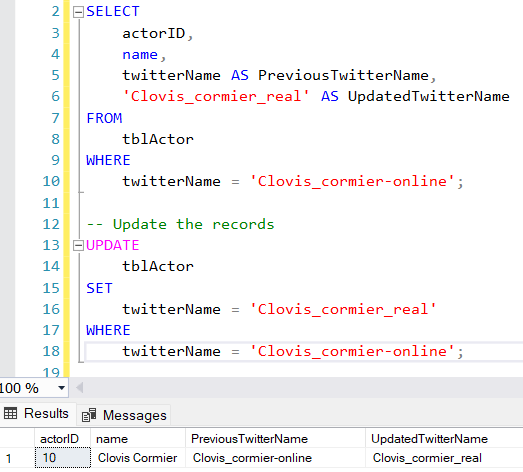 2 SELECT
3 actorID,
4 name,
5 twitterName AS PreviousTwitterName,
6 'Clovis_cormier_real' AS UpdatedTwitterName
7 FROM
8 tblActor
9 WHERE
10 twitterName = 'Clovis_cormier-online';
11
12 -- Update the records
13 UPDATE
14 tblActor
15 SET
16 twitterName = 'Clovis_cormier_real'
17 WHERE
18 twitterName = 'Clovis_cormier-online';
19
100 %
Results Messages
actorID name PreviousTwitterName UpdatedTwitterName
1 10 Clovis Cormier Clovis_cormier-online Clovis_cormier_real